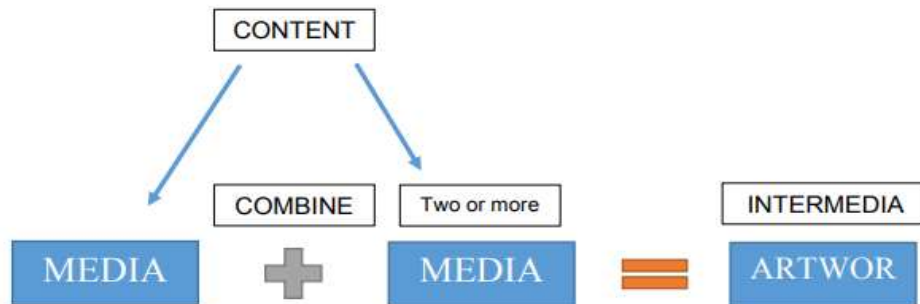 CONTENT
COMBINE
Two or more
INTERMEDIA
MEDIA
MEDIA
ARTWOR